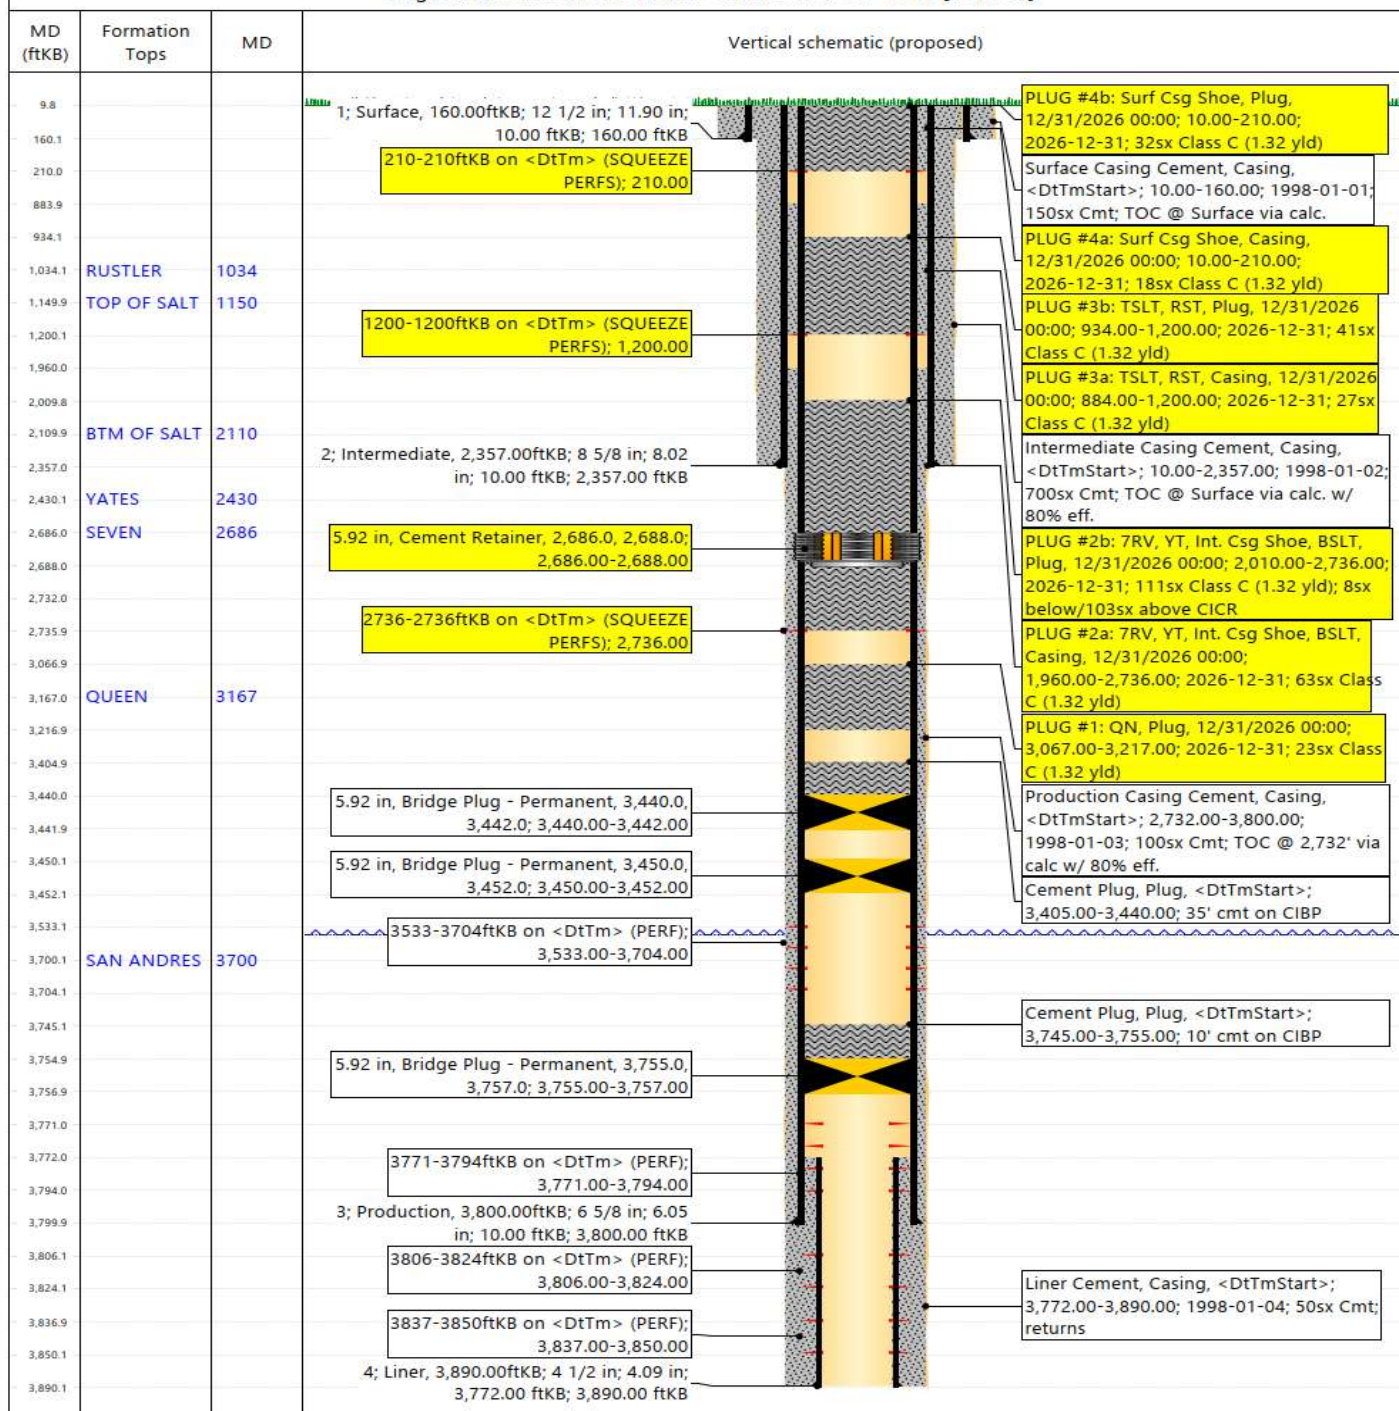 MD (ftKB)
Formation Tops
MD
Vertical schematic (proposed)
9.8
160.1
210.0
883.9
934.1
1,034.1 RUSTLER 1034
1,149.9 TOP OF SALT 1150
1,200.1
1,960.0
2,009.8
2,109.9 BTM OF SALT 2110
2,357.0
2,430.1 YATES 2430
2,686.0 SEVEN 2686
2,688.0
2,732.0
2,735.9
3,066.9
3,167.0 QUEEN 3167
3,216.9
3,404.9
3,440.0
3,441.9
3,450.1
3,452.1
3,533.1
3,700.1 SAN ANDRES 3700
3,704.1
3,745.1
3,754.9
3,756.9
3,771.0
3,772.0
3,794.0
3,799.9
3,806.1
3,824.1
3,836.9
3,850.1
3,890.1
1; Surface, 160.00ftKB; 12 1/2 in; 11.90 in;
10.00 ftKB; 160.00 ftKB
210-210ftKB on <DtTm> (SQUEEZE
PERFS); 210.00
1200-1200ftKB on <DtTm> (SQUEEZE
PERFS); 1,200.00
2; Intermediate, 2,357.00ftKB; 8 5/8 in; 8.02
in; 10.00 ftKB; 2,357.00 ftKB
5.92 in, Cement Retainer, 2,686.0, 2,688.0;
2,686.00-2,688.00
2736-2736ftKB on <DtTm> (SQUEEZE
PERFS); 2,736.00
5.92 in, Bridge Plug - Permanent, 3,440.0,
3,442.0; 3,440.00-3,442.00
5.92 in, Bridge Plug - Permanent, 3,450.0,
3,452.0; 3,450.00-3,452.00
3533-3704ftKB on <DtTm> (PERF);
3,533.00-3,704.00
5.92 in, Bridge Plug - Permanent, 3,755.0,
3,757.0; 3,755.00-3,757.00
3771-3794ftKB on <DtTm> (PERF);
3,771.00-3,794.00
3; Production, 3,800.00ftKB; 6 5/8 in; 6.05
in; 10.00 ftKB; 3,800.00 ftKB
3806-3824ftKB on <DtTm> (PERF);
3,806.00-3,824.00
3837-3850ftKB on <DtTm> (PERF);
3,837.00-3,850.00
4; Liner, 3,890.00ftKB; 4 1/2 in; 4.09 in;
3,772.00 ftKB; 3,890.00 ftKB
PLUG #4b: Surf Csg Shoe, Plug,
12/31/2026 00:00; 10.00-210.00;
2026-12-31; 32sx Class C (1.32 yld)
Surface Casing Cement, Casing,
<DtTmStart>; 10.00-160.00; 1998-01-01;
150sx Cmt; TOC @ Surface via calc.
PLUG #4a: Surf Csg Shoe, Casing,
12/31/2026 00:00; 10.00-210.00;
2026-12-31; 18sx Class C (1.32 yld)
PLUG #3b: TSLT, RST, Plug, 12/31/2026
00:00; 934.00-1,200.00; 2026-12-31; 41sx
Class C (1.32 yld)
PLUG #3a: TSLT, RST, Casing, 12/31/2026
00:00; 884.00-1,200.00; 2026-12-31; 27sx
Class C (1.32 yld)
Intermediate Casing Cement, Casing,
<DtTmStart>; 10.00-2,357.00; 1998-01-02;
700sx Cmt; TOC @ Surface via calc. w/
80% eff.
PLUG #2b: 7RV, YT, Int. Csg Shoe, BSLT,
Plug, 12/31/2026 00:00; 2,010.00-2,736.00;
2026-12-31; 111sx Class C (1.32 yld); 8sx
below/103sx above CICR
PLUG #2a: 7RV, YT, Int. Csg Shoe, BSLT,
Casing, 12/31/2026 00:00;
1,960.00-2,736.00; 2026-12-31; 63sx Class
C (1.32 yld)
PLUG #1: QN, Plug, 12/31/2026 00:00;
3,067.00-3,217.00; 2026-12-31; 23sx Class
C (1.32 yld)
Production Casing Cement, Casing,
<DtTmStart>; 2,732.00-3,800.00;
1998-01-03; 100sx Cmt; TOC @ 2,732' via
calc w/ 80% eff.
Cement Plug, Plug, <DtTmStart>;
3,405.00-3,440.00; 35' cmt on CIBP
Cement Plug, Plug, <DtTmStart>;
3,745.00-3,755.00; 10' cmt on CIBP
Liner Cement, Casing, <DtTmStart>;
3,772.00-3,890.00; 1998-01-04; 50sx Cmt;
returns